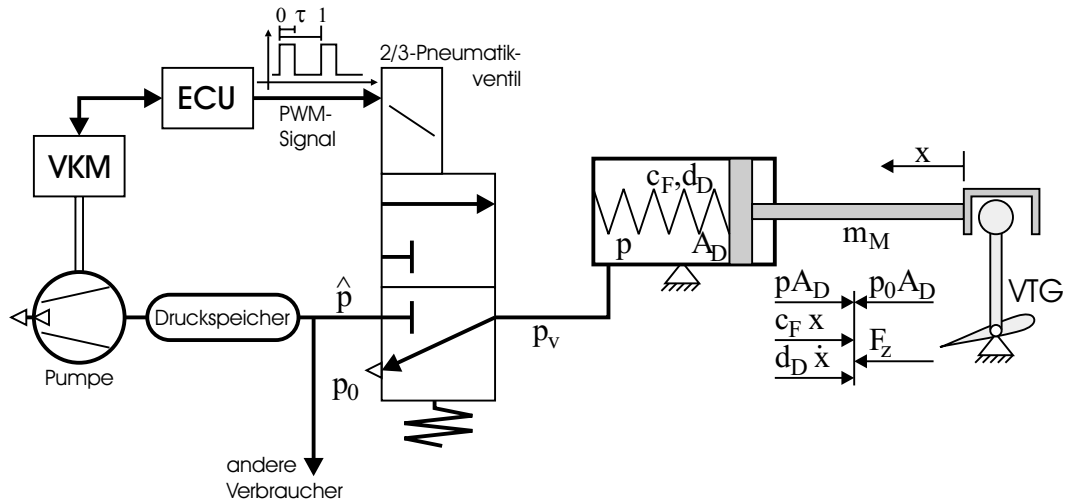 0 τ 1
2/3-Pneumatik-
ventil
ECU
PWM-
Signal
VKM
x
c_F,d_D
p A_D
m_M
VTG
p̂
Druckspeicher
p_v
pA_D p_0A_D
c_F x
F_z
d_D ẋ
Pumpe
p_0
andere
Verbraucher